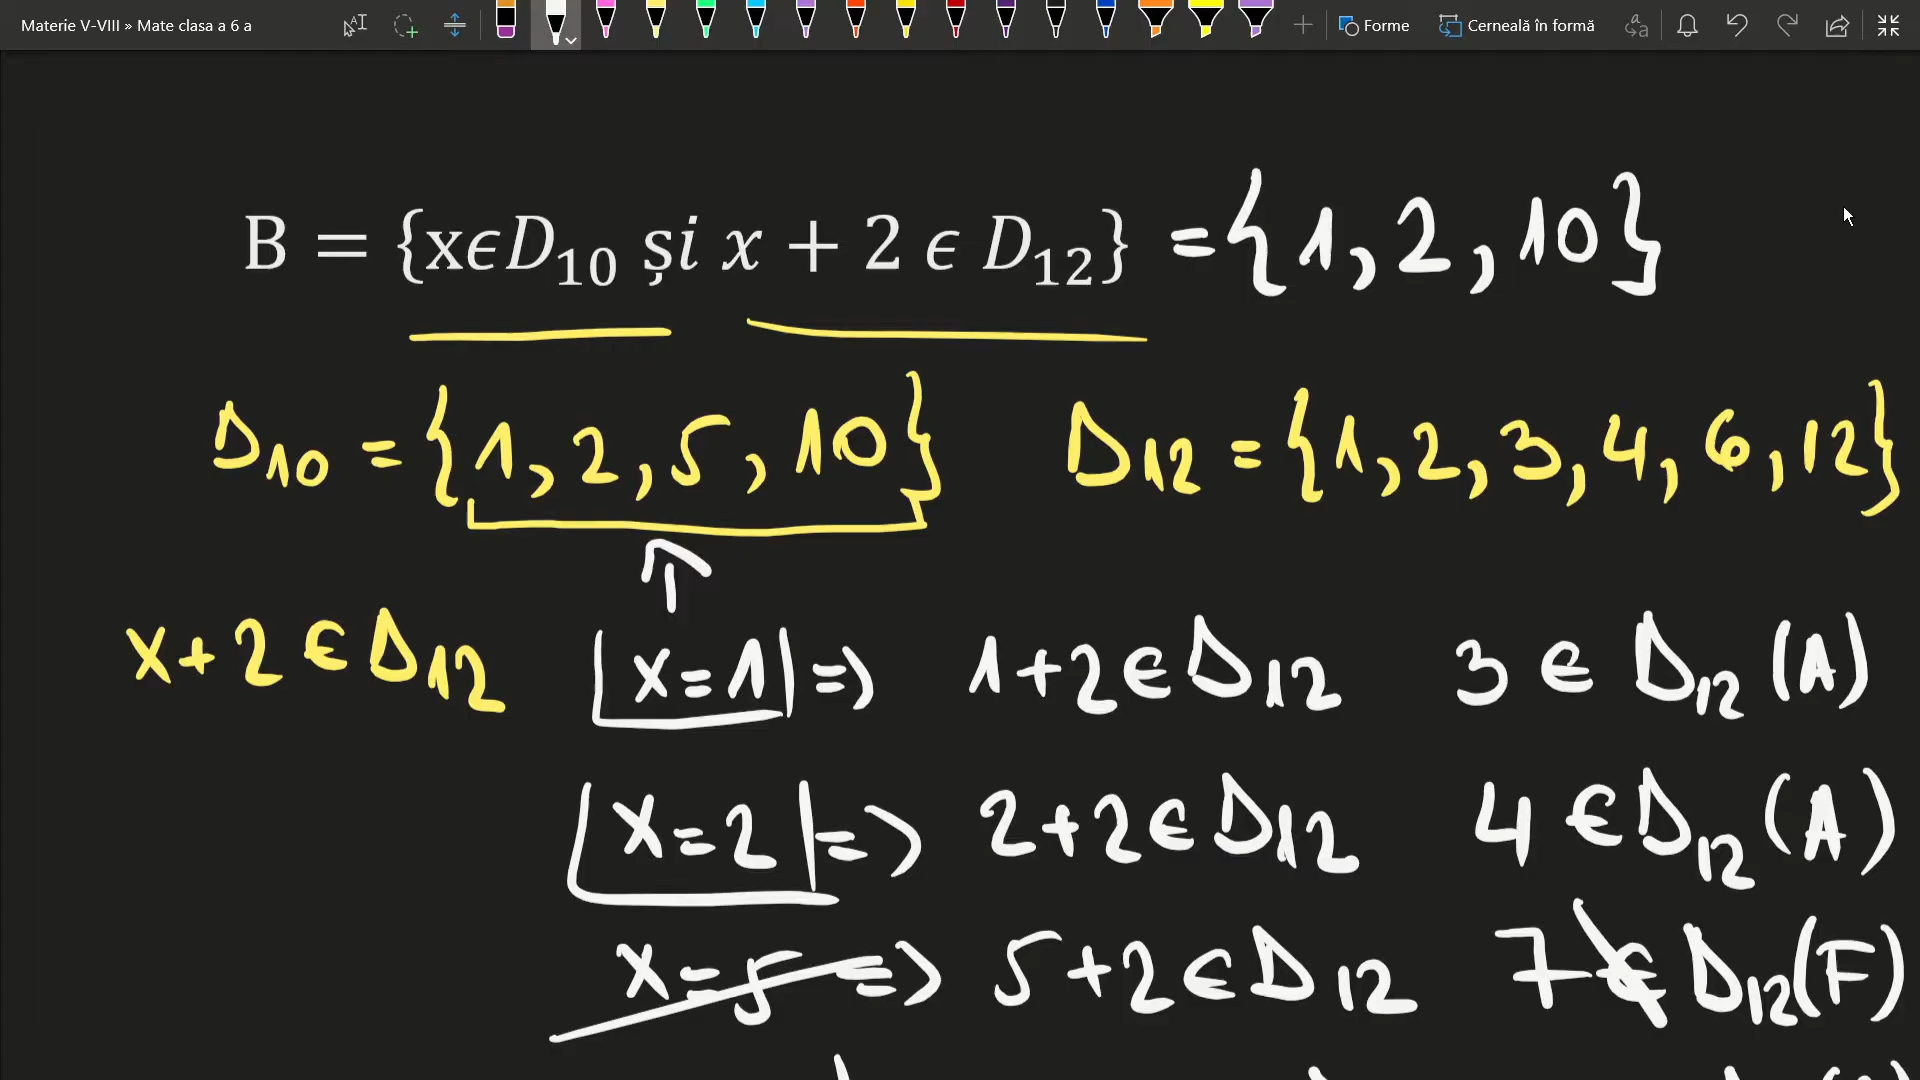 Materie V-VIII » Mate clasa a 6 a
Forme
Cerneală în formă
B = {xϵD₁₀ și x + 2 ϵ D₁₂} = {1, 2, 10}
D₁₀ = {1, 2, 5, 10} D₁₂ = {1, 2, 3, 4, 6, 12}
x+2 ∈ D₁₂ x=1 => 1+2 ∈ D₁₂ 3 ∈ D₁₂ (A)
x=2 => 2+2 ∈ D₁₂ 4 ∈ D₁₂ (A)
x=5 => 5+2 ∈ D₁₂ 7 ∉ D₁₂ (F)